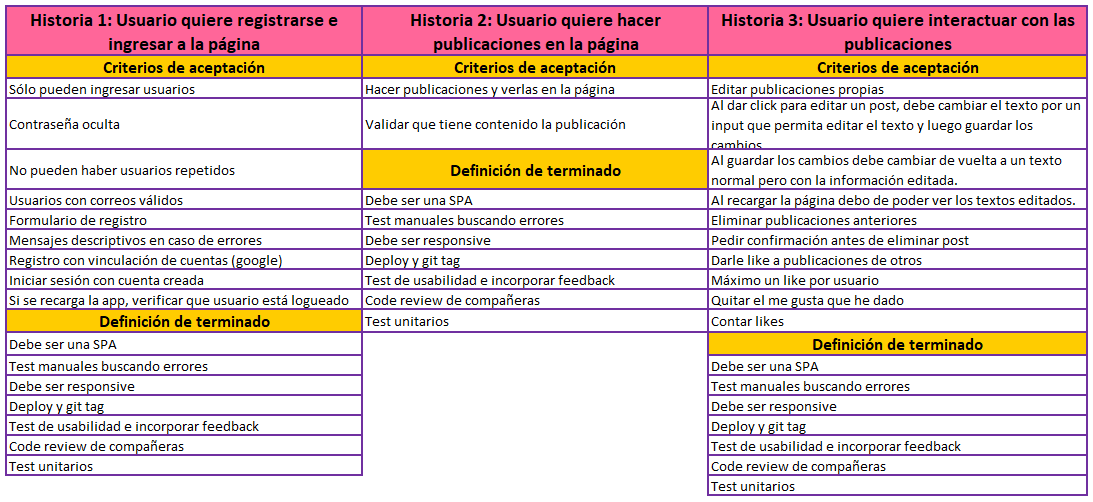 Historia 1: Usuario quiere registrarse e
ingresar a la página
Criterios de aceptación
Sólo pueden ingresar usuarios
Contraseña oculta
No pueden haber usuarios repetidos
Usuarios con correos válidos
Formulario de registro
Mensajes descriptivos en caso de errores
Registro con vinculación de cuentas (google)
Iniciar sesión con cuenta creada
Si se recarga la app, verificar que usuario está logueado
Definición de terminado
Debe ser una SPA
Test manuales buscando errores
Debe ser responsive
Deploy y git tag
Test de usabilidad e incorporar feedback
Code review de compañeras
Test unitarios
Historia 2: Usuario quiere hacer
publicaciones en la página
Criterios de aceptación
Hacer publicaciones y verlas en la página
Validar que tiene contenido la publicación
Definición de terminado
Debe ser una SPA
Test manuales buscando errores
Debe ser responsive
Deploy y git tag
Test de usabilidad e incorporar feedback
Code review de compañeras
Test unitarios
Historia 3: Usuario quiere interactuar con las
publicaciones
Criterios de aceptación
Editar publicaciones propias
Al dar click para editar un post, debe cambiar el texto por un
input que permita editar el texto y luego guardar los
cambios
Al guardar los cambios debe cambiar de vuelta a un texto
normal pero con la información editada.
Al recargar la página debo de poder ver los textos editados.
Eliminar publicaciones anteriores
Pedir confirmación antes de eliminar post
Darle like a publicaciones de otros
Máximo un like por usuario
Quitar el me gusta que he dado
Contar likes
Definición de terminado
Debe ser una SPA
Test manuales buscando errores
Debe ser responsive
Deploy y git tag
Test de usabilidad e incorporar feedback
Code review de compañeras
Test unitarios